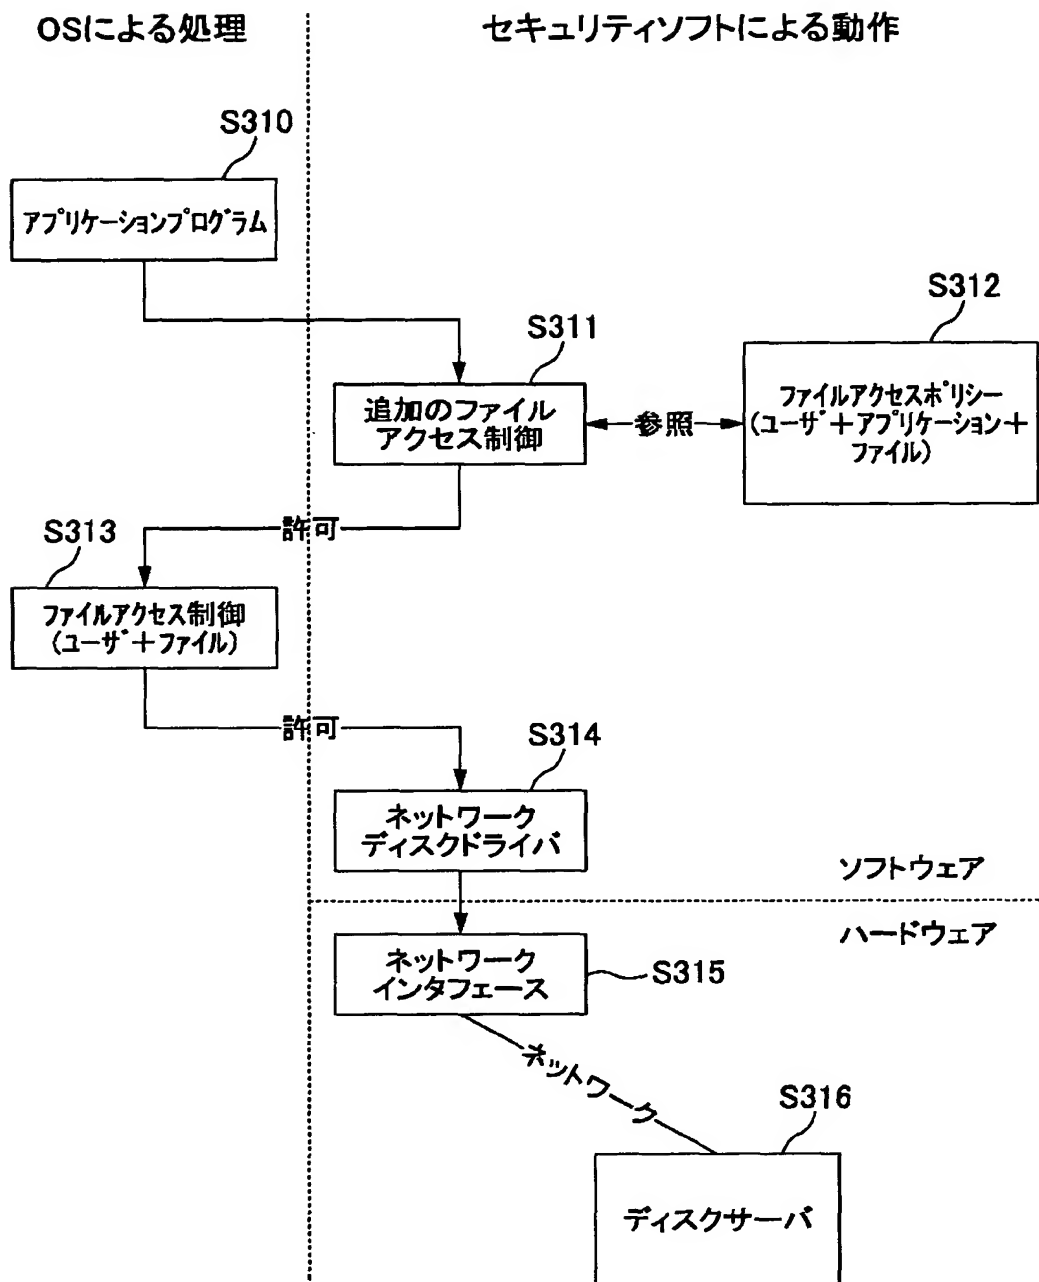 OSによる処理
セキュリティソフトによる動作
S310
アプリケーションプログラム
S312
S311
追加のファイル
アクセス制御
参照
ファイルアクセスポリシー
(ユーザ+アプリケーション+
ファイル)
許可
S313
ファイルアクセス制御
(ユーザ+ファイル)
許可
S314
ネットワーク
ディスクドライバ
ソフトウェア
ハードウェア
ネットワーク
インタフェース
S315
ネットワーク
S316
ディスクサーバ